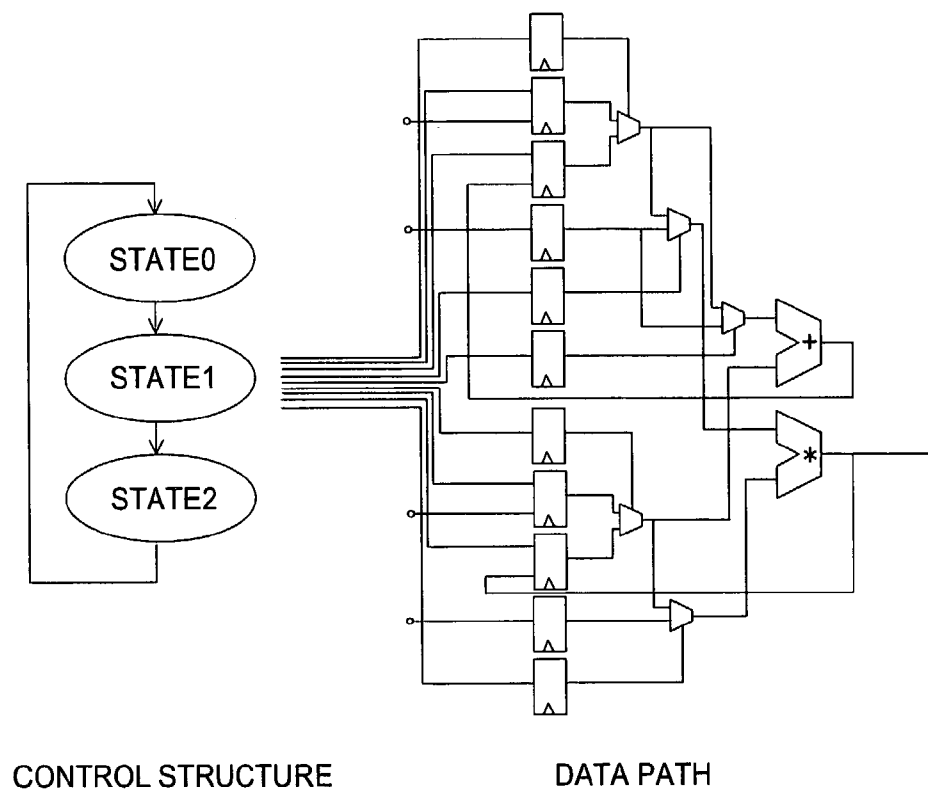 STATE0
STATE1
STATE2
+
*
CONTROL STRUCTURE
DATA PATH